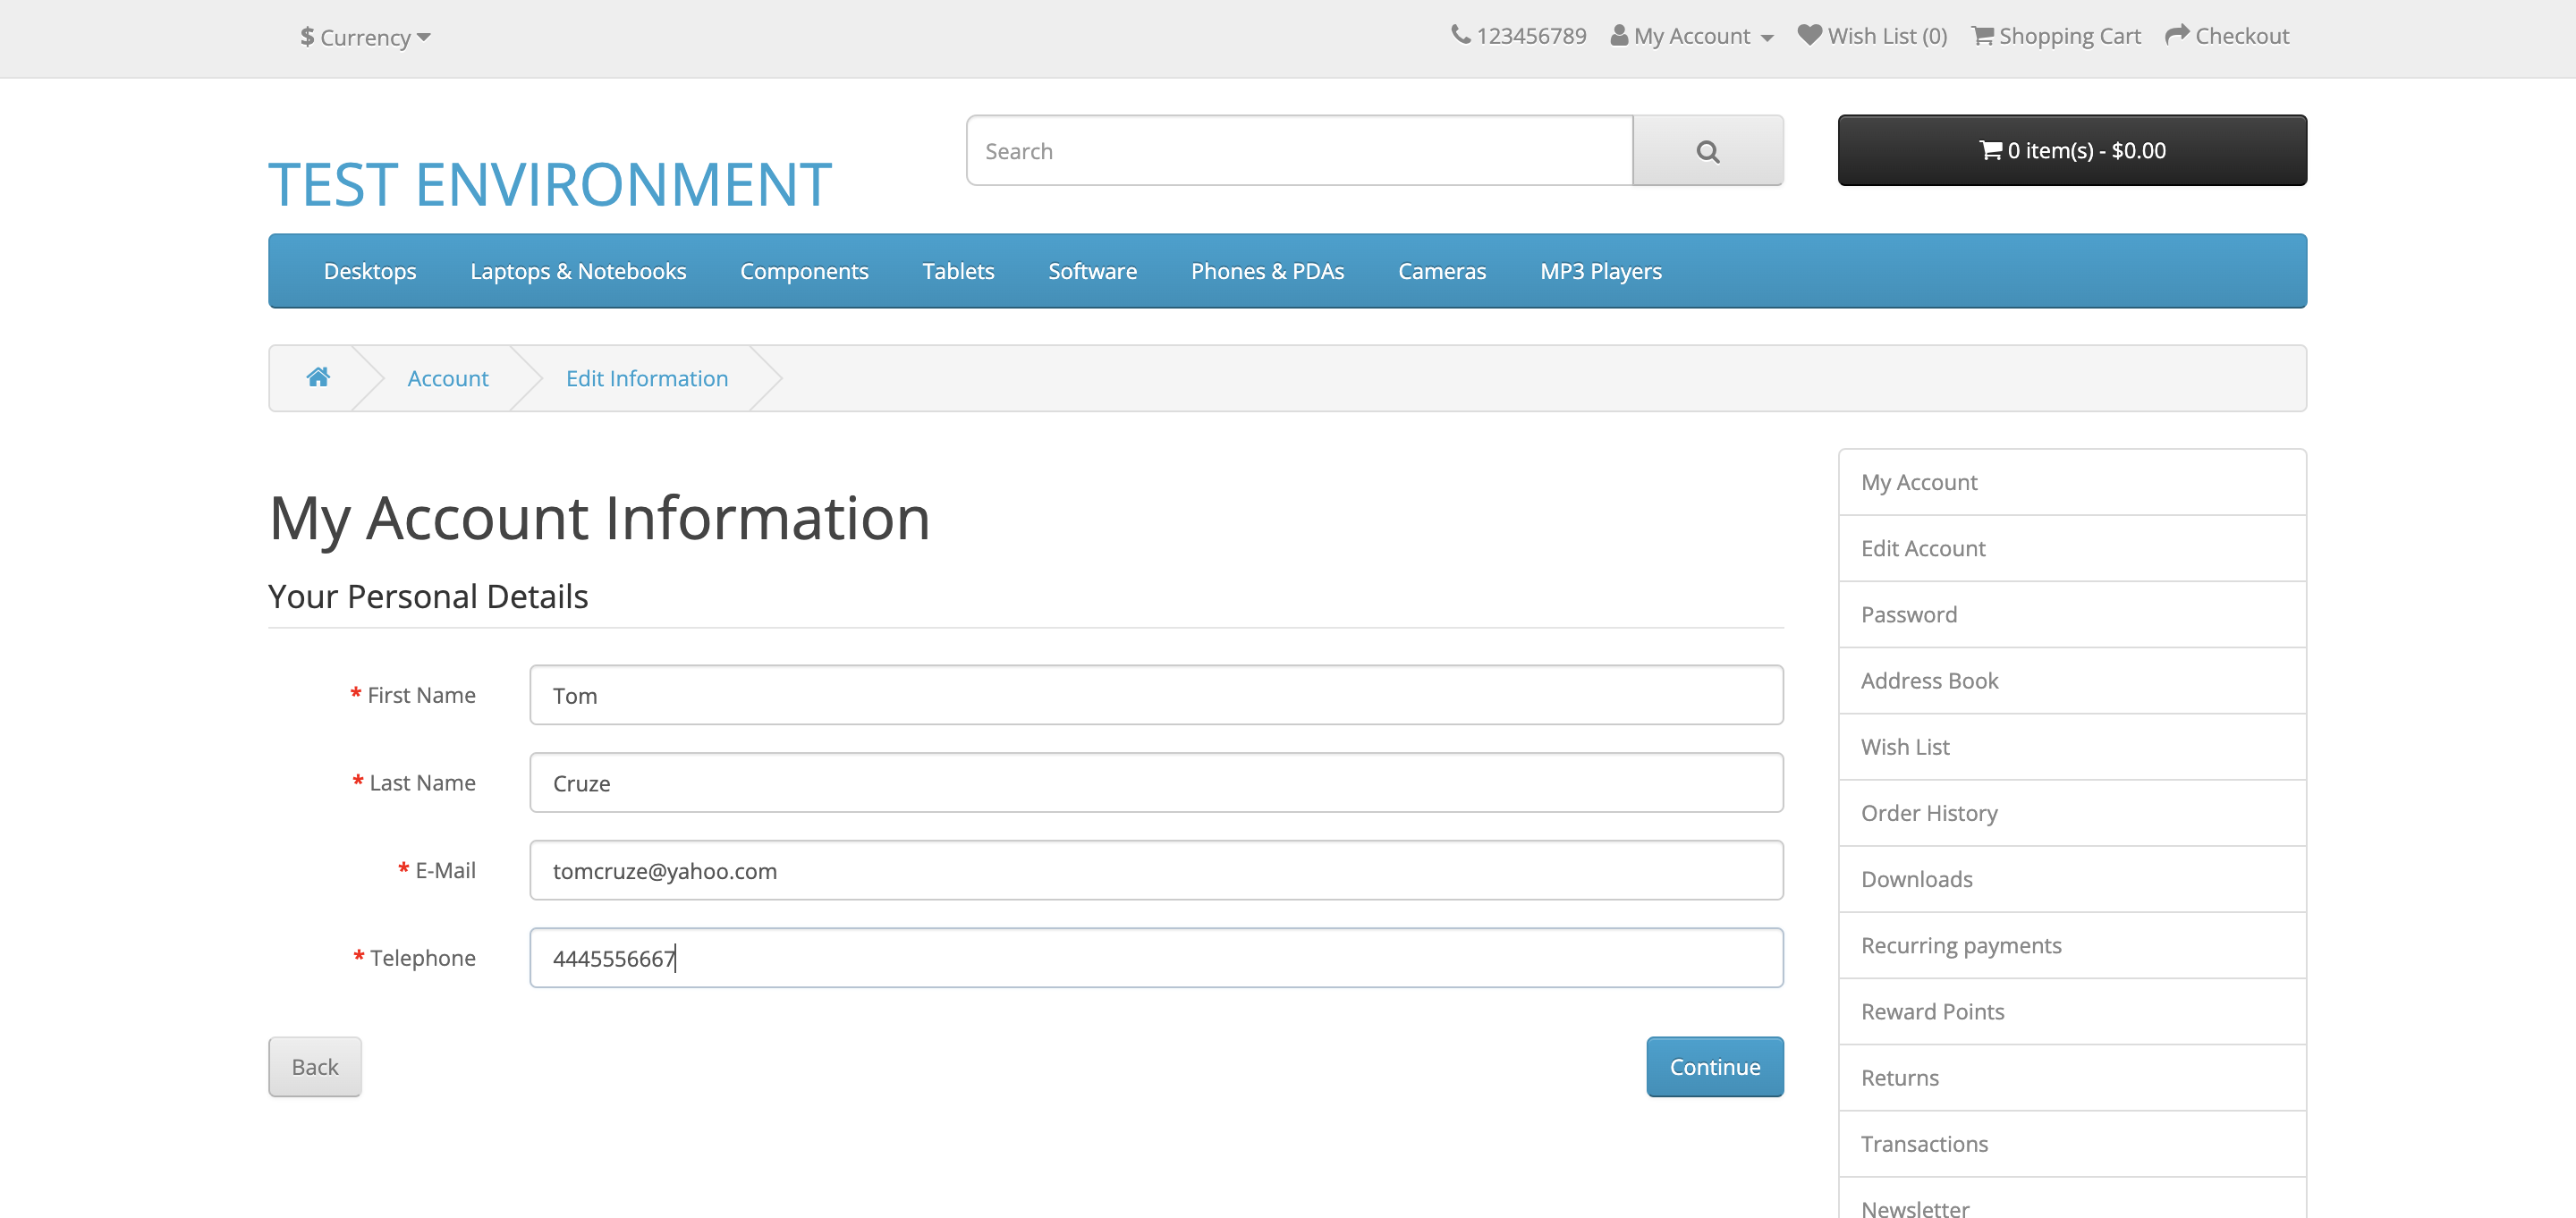 $ Currency
123456789 My Account Wish List (0) Shopping Cart Checkout
TEST ENVIRONMENT
Search
0 item(s) - $0.00
Desktops Laptops & Notebooks Components Tablets Software Phones & PDAs Cameras MP3 Players
Account Edit Information
My Account Information
Your Personal Details
* First Name Tom
* Last Name Cruze
* E-Mail tomcruze@yahoo.com
* Telephone 4445556667
Back Continue
My Account
Edit Account
Password
Address Book
Wish List
Order History
Downloads
Recurring payments
Reward Points
Returns
Transactions
Newsletter